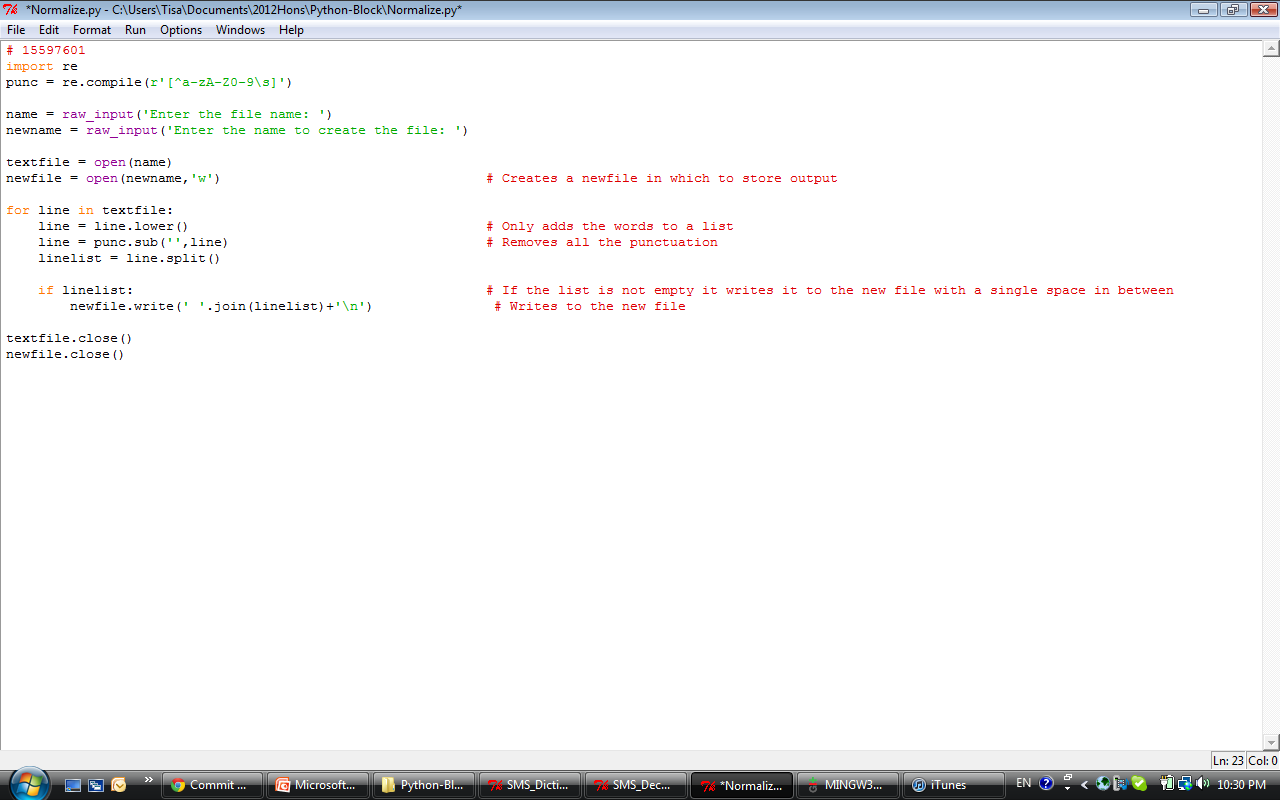 *Normalize.py - C:\Users\Tisa\Documents\2012Hons\Python-Block\Normalize.py*
File Edit Format Run Options Windows Help
# 15597601
import re
punc = re.compile(r'[^a-zA-Z0-9\s]')
name = raw_input('Enter the file name: ')
newname = raw_input('Enter the name to create the file: ')
textfile = open(name)
newfile = open(newname,'w') # Creates a newfile in which to store output
for line in textfile:
line = line.lower() # Only adds the words to a list
line = punc.sub('',line) # Removes all the punctuation
linelist = line.split()
if linelist: # If the list is not empty it writes it to the new file with a single space in between
newfile.write(' '.join(linelist)+'\n') # Writes to the new file
textfile.close()
newfile.close()
Ln: 23 Col: 0
Commit ... Microsoft... Python-Bl... SMS_Dicti... SMS_Dec... *Normaliz... MINGW3... iTunes EN 10:30 PM